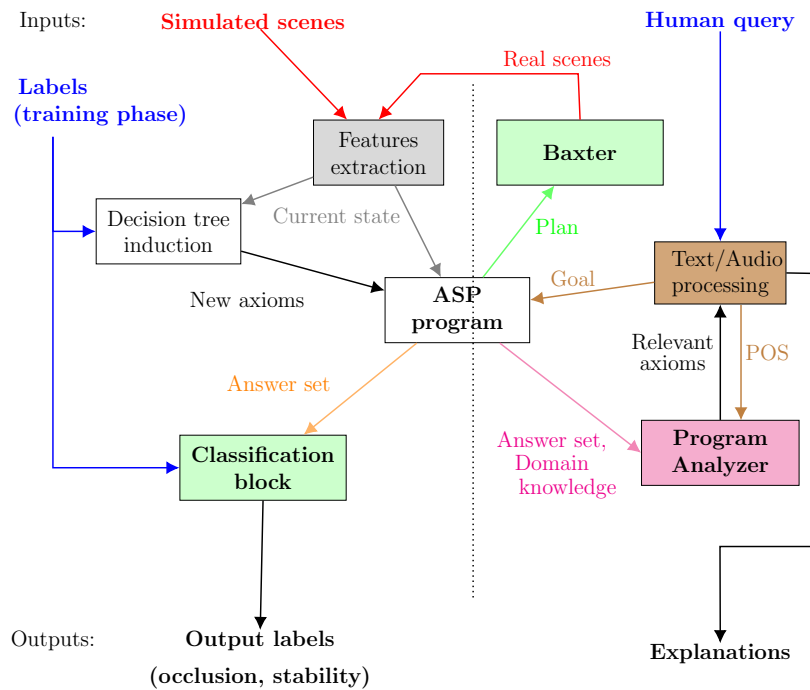 Inputs:
Simulated scenes
Human query
Real scenes
Labels
(training phase)
Features
extraction
Baxter
Decision tree
induction
Current state
Plan
Text/Audio
processing
Goal
New axioms
ASP
program
Relevant
axioms
POS
Answer set
Answer set,
Domain
knowledge
Program
Analyzer
Classification
block
Outputs:
Output labels
(occlusion, stability)
Explanations